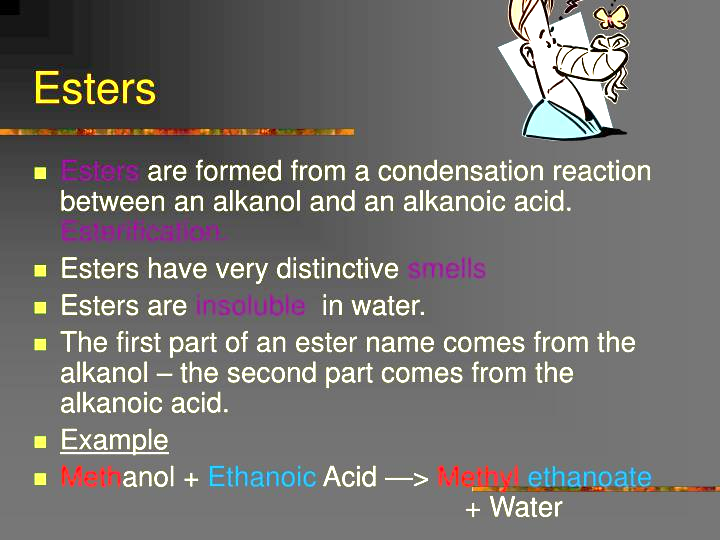 Esters
Esters are formed from a condensation reaction
between an alkanol and an alkanoic acid.
Esterification.
Esters have very distinctive smells
Esters are insoluble in water.
The first part of an ester name comes from the
alkanol – the second part comes from the
alkanoic acid.
Example
Methanol + Ethanoic Acid —> Methyl ethanoate
+ Water